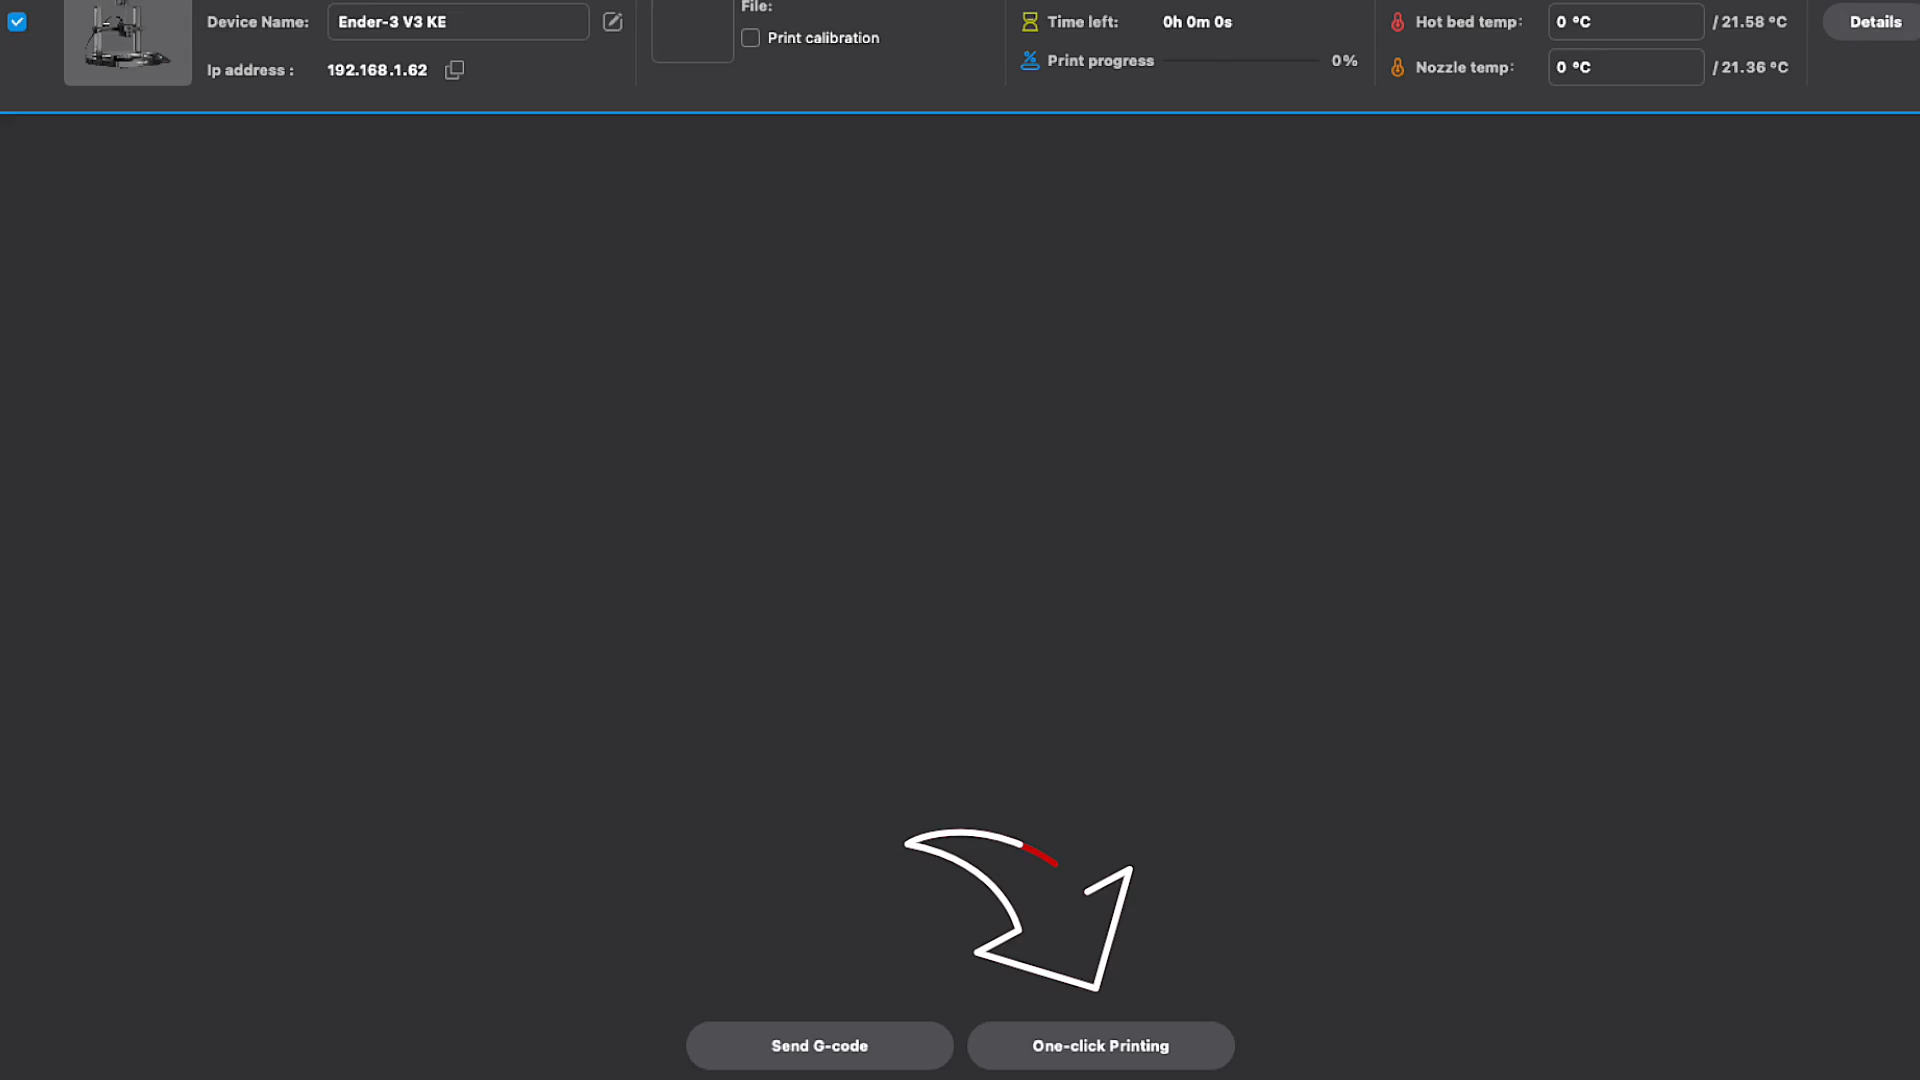 File:
Device Name: Ender-3 V3 KE
Time left: 0h 0m 0s
Hot bed temp: 0 °C / 21.58 °C
Details
Print calibration
Print progress 0%
Ip address : 192.168.1.62
Nozzle temp: 0 °C / 21.36 °C
Send G-code
One-click Printing